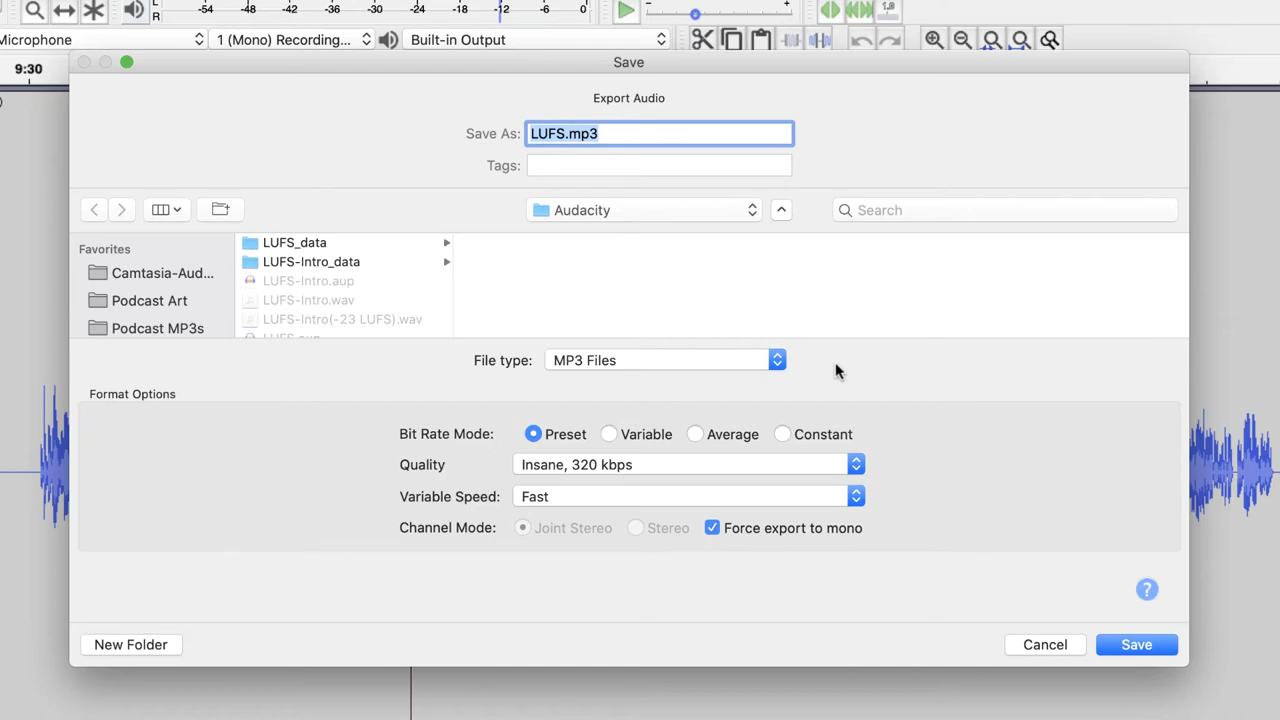 L
R
-54 -48 -42 -36 -30 -24 -18 -12 -6 0
- +
1.0
Microphone 1 (Mono) Recording... Built-in Output
9:30
Save
Export Audio
Save As: LUFS.mp3
Tags:
Audacity Search
Favorites
Camtasia-Aud...
Podcast Art
Podcast MP3s
LUFS_data
LUFS-Intro_data
LUFS-Intro.aup
LUFS-Intro.wav
LUFS-Intro(-23 LUFS).wav
LUFS.aup
File type: MP3 Files
Format Options
Bit Rate Mode: Preset Variable Average Constant
Quality Insane, 320 kbps
Variable Speed: Fast
Channel Mode: Joint Stereo Stereo Force export to mono
?
New Folder Cancel Save